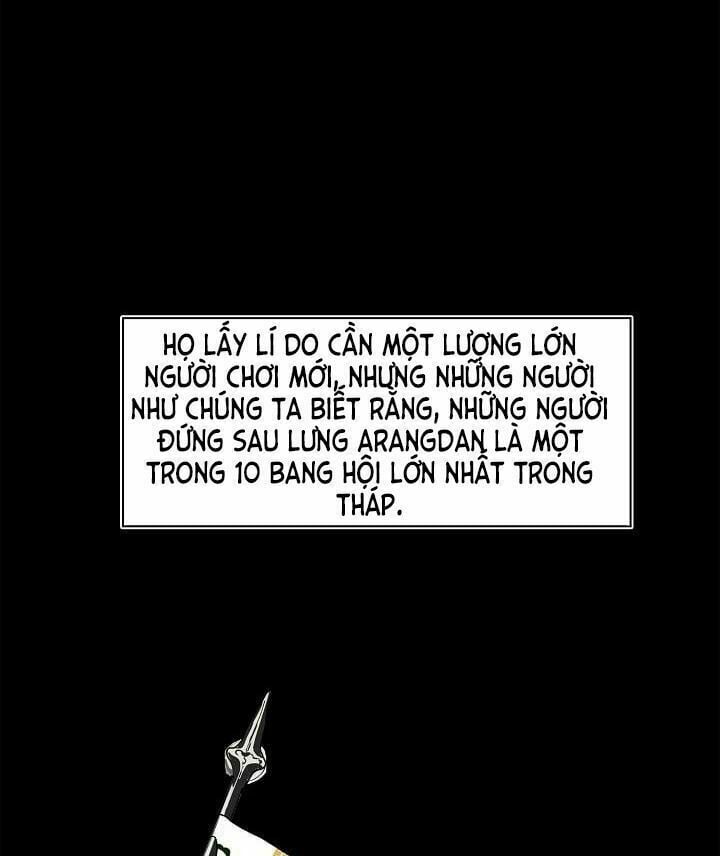 HỌ LẤY LÍ DO CẦN MỘT LƯỢNG LỚN
NGƯỜI CHƠI MỚI, NHƯNG NHỮNG NGƯỜI
NHƯ CHÚNG TA BIẾT RẰNG, NHỮNG NGƯỜI
ĐỨNG SAU LƯNG ARANGDAN LÀ MỘT
TRONG 10 BANG HỘI LỚN NHẤT TRONG
THÁP.